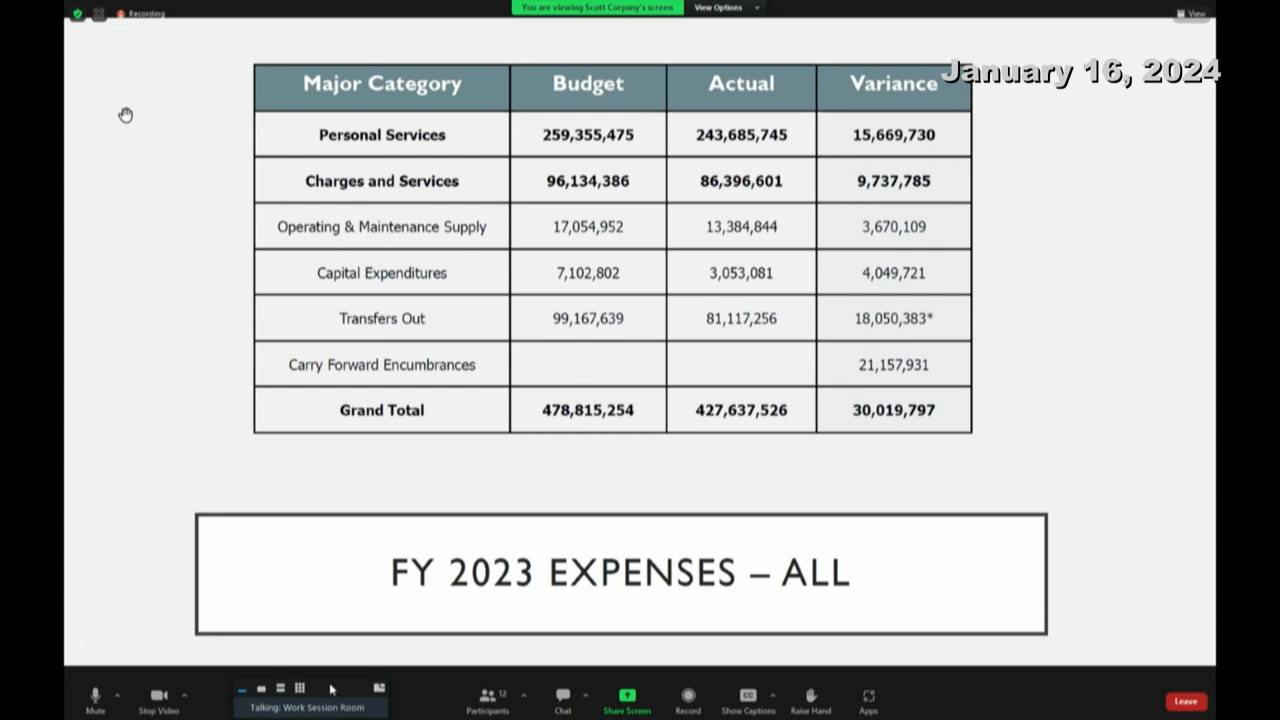 Recording
You are viewing Scott Corpany's screen
View Options
View
January 16, 2024
Major Category Budget Actual Variance
Personal Services 259,355,475 243,685,745 15,669,730
Charges and Services 96,134,386 86,396,601 9,737,785
Operating & Maintenance Supply 17,054,952 13,384,844 3,670,109
Capital Expenditures 7,102,802 3,053,081 4,049,721
Transfers Out 99,167,639 81,117,256 18,050,383*
Carry Forward Encumbrances 21,157,931
Grand Total 478,815,254 427,637,526 30,019,797
FY 2023 EXPENSES – ALL
7
Talking: Work Session Room
Mute
Stop Video
Participants 12
Chat
Share Screen
Record
CC
Show Captions
Raise Hand
Apps
Leave